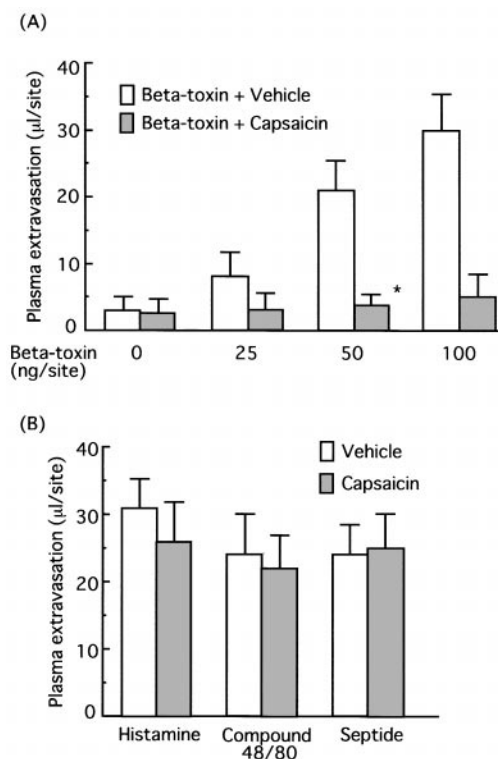 (A)
Plasma extravasation (μl/site)
40
30
20
10
0
Beta-toxin + Vehicle
Beta-toxin + Capsaicin
*
Beta-toxin
(ng/site)
0 25 50 100
(B)
Plasma extravasation (μl/site)
40
30
20
10
0
Vehicle
Capsaicin
Histamine Compound Septide
48/80